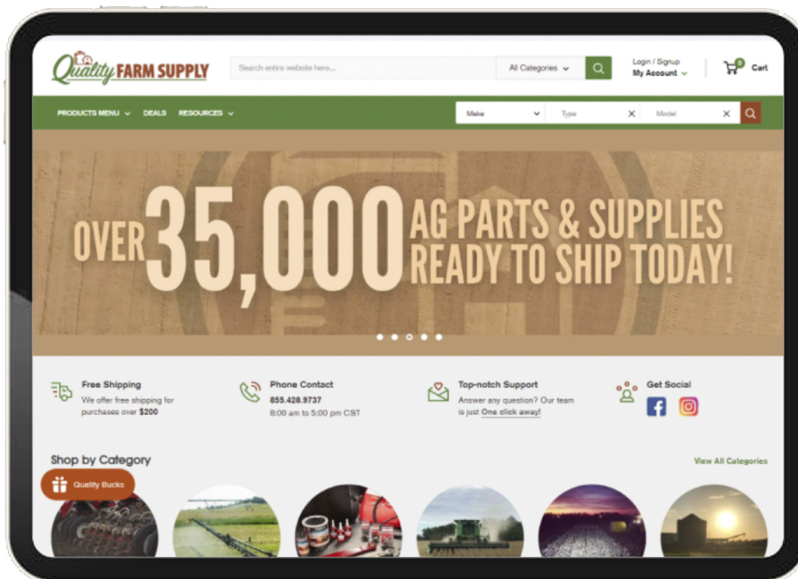 Quality FARM SUPPLY
Search entire website here...
All Categories
Login / Signup
My Account
0
Cart
PRODUCTS MENU
DEALS
RESOURCES
Make
Type
Model
OVER 35,000 AG PARTS & SUPPLIES
READY TO SHIP TODAY!
Free Shipping
We offer free shipping for
purchases over $200
Phone Contact
855.428.9737
8:00 am to 5:00 pm CST
Top-notch Support
Answer any question? Our team
is just One click away!
Get Social
Shop by Category
View All Categories
Quality Bucks